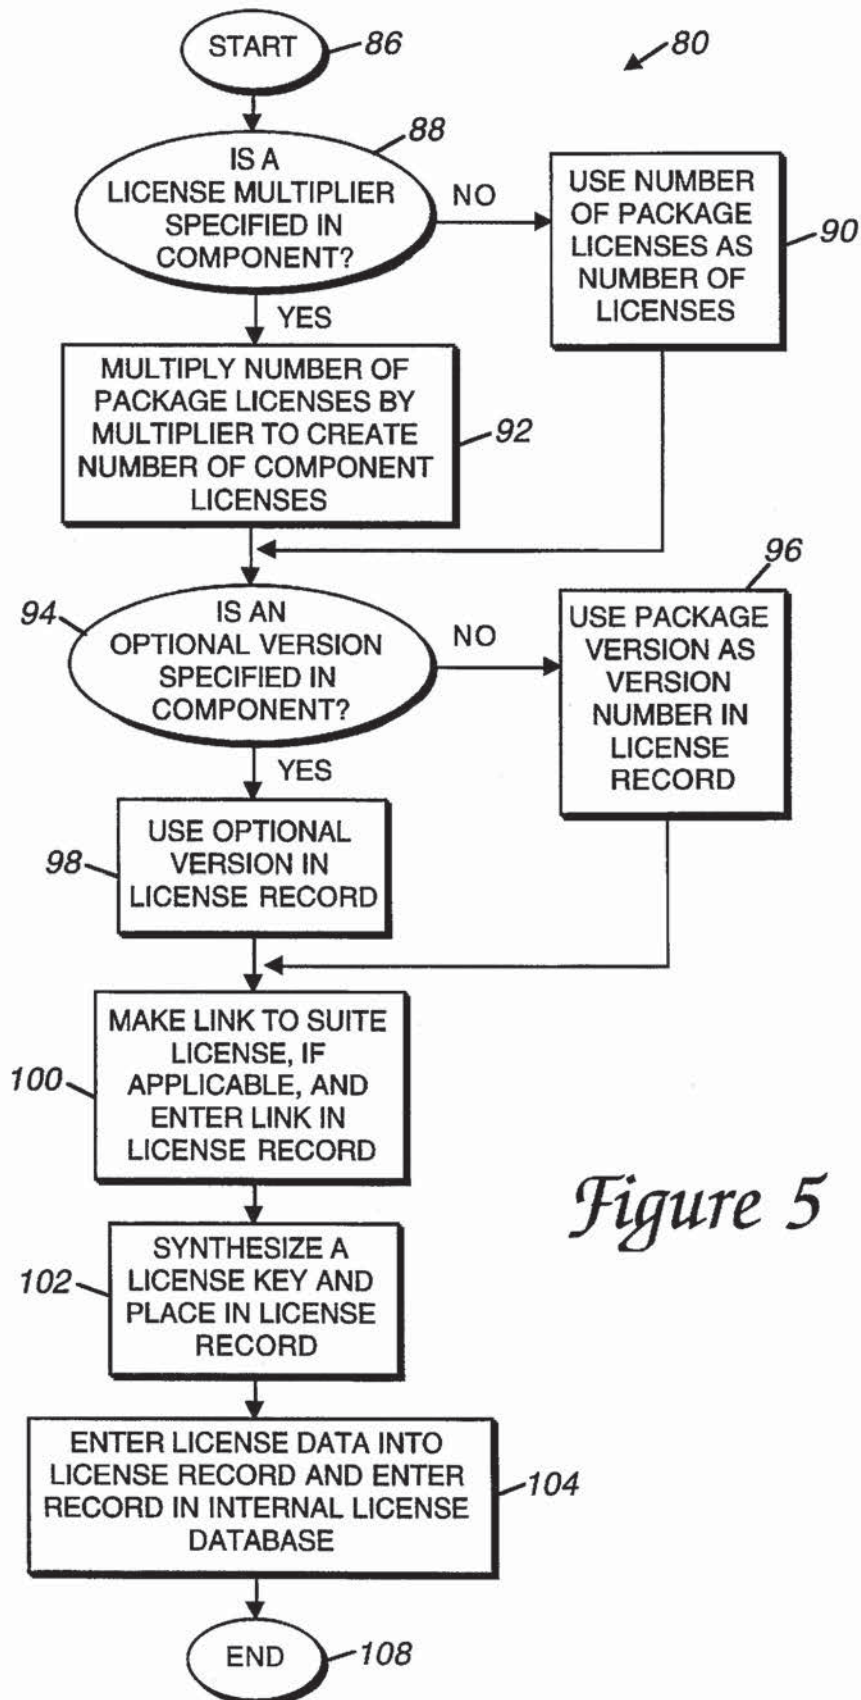 START
86
80
88
IS A
LICENSE MULTIPLIER
SPECIFIED IN
COMPONENT?
NO
USE NUMBER
OF PACKAGE
LICENSES AS
NUMBER OF
LICENSES
90
YES
MULTIPLY NUMBER OF
PACKAGE LICENSES BY
MULTIPLIER TO CREATE
NUMBER OF COMPONENT
LICENSES
92
94
IS AN
OPTIONAL VERSION
SPECIFIED IN
COMPONENT?
NO
96
USE PACKAGE
VERSION AS
VERSION
NUMBER IN
LICENSE
RECORD
YES
98
USE OPTIONAL
VERSION IN
LICENSE RECORD
100
MAKE LINK TO SUITE
LICENSE, IF
APPLICABLE, AND
ENTER LINK IN
LICENSE RECORD
Figure 5
102
SYNTHESIZE A
LICENSE KEY AND
PLACE IN LICENSE
RECORD
ENTER LICENSE DATA INTO
LICENSE RECORD AND ENTER
RECORD IN INTERNAL LICENSE
DATABASE
104
END
108